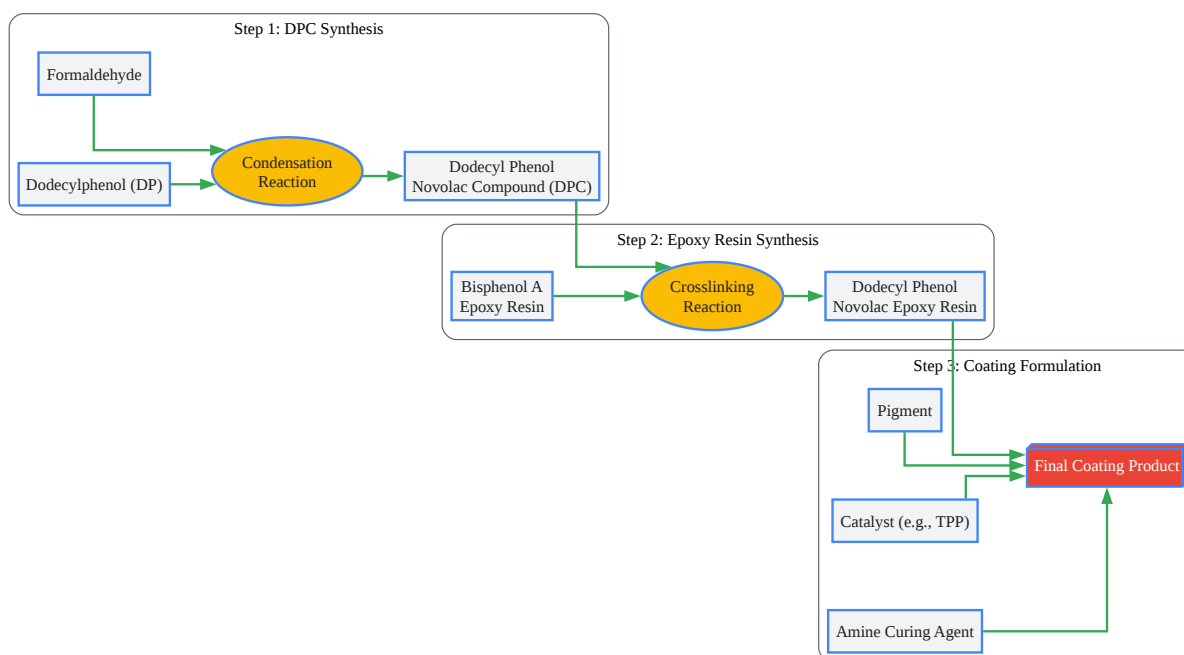 Step 1: DPC Synthesis
Formaldehyde
Dodecylphenol (DP)
Condensation
Reaction
Dodecyl Phenol
Novolac Compound (DPC)
Step 2: Epoxy Resin Synthesis
Bisphenol A
Epoxy Resin
Crosslinking
Reaction
Dodecyl Phenol
Novolac Epoxy Resin
Step 3: Coating Formulation
Pigment
Final Coating Product
Catalyst (e.g., TPP)
Amine Curing Agent